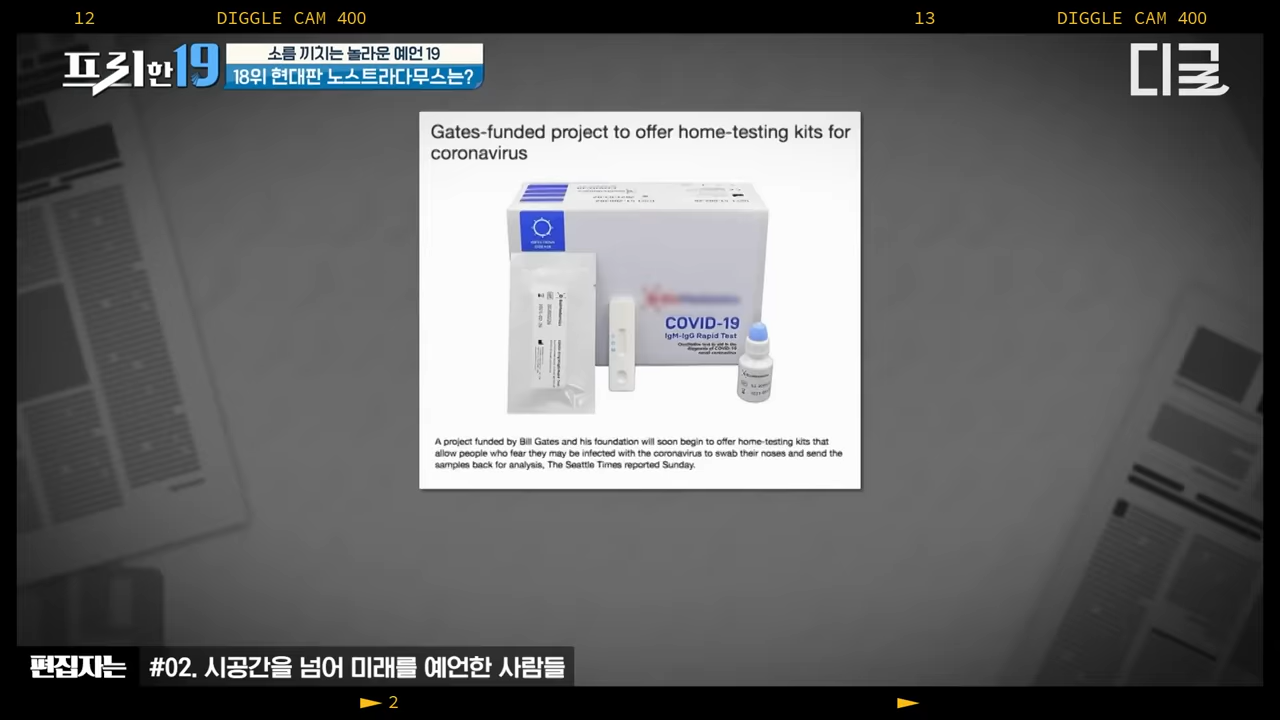 12 DIGGLE CAM 400 13 DIGGLE CAM 400
프리한19
소름 끼치는 놀라운 예언 19
18위 현대판 노스트라다무스는?
디글
Gates-funded project to offer home-testing kits for
coronavirus
COVID-19
IgM-IgG Rapid Test
A project funded by Bill Gates and his foundation will soon begin to offer home-testing kits that
allow people who fear they may be infected with the coronavirus to swab their noses and send the
samples back for analysis, The Seattle Times reported Sunday.
편집자는 #02. 시공간을 넘어 미래를 예언한 사람들
2